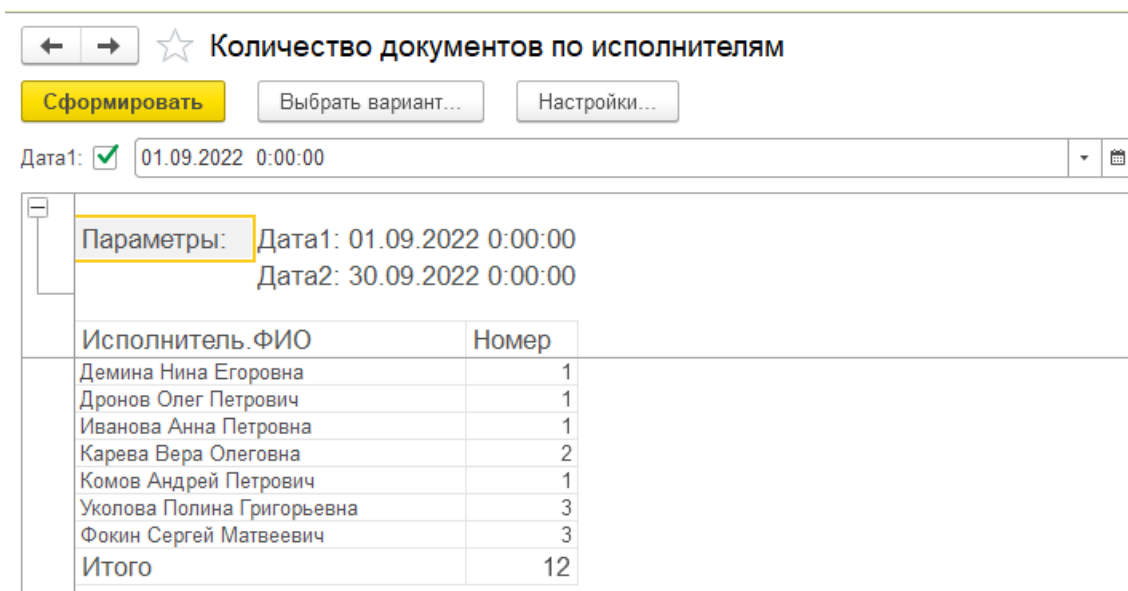 Количество документов по исполнителям
Сформировать Выбрать вариант... Настройки...
Дата1: 01.09.2022 0:00:00
Параметры: Дата1: 01.09.2022 0:00:00
Дата2: 30.09.2022 0:00:00
Исполнитель.ФИО Номер
Демина Нина Егоровна 1
Дронов Олег Петрович 1
Иванова Анна Петровна 1
Карева Вера Олеговна 2
Комов Андрей Петрович 1
Уколова Полина Григорьевна 3
Фокин Сергей Матвеевич 3
Итого 12